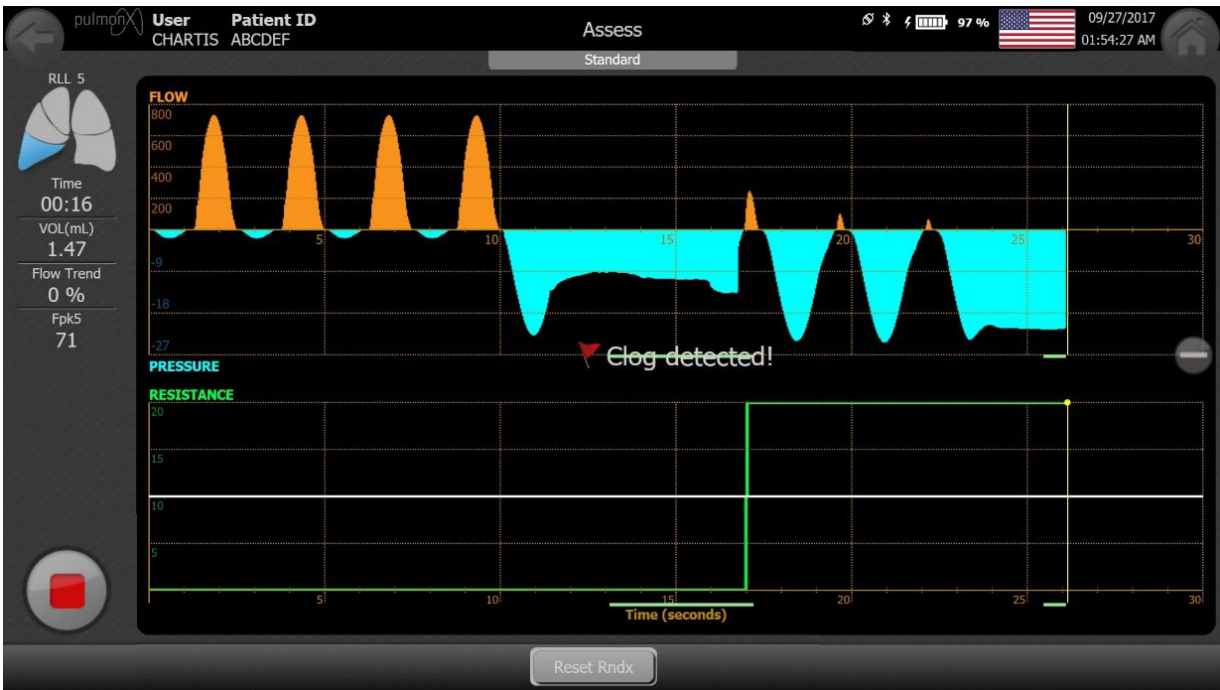 pulmonX
User Patient ID
CHARTIS ABCDEF
Assess
97 %
09/27/2017
01:54:27 AM
Standard
RLL 5
Time
00:16
VOL(mL)
1.47
Flow Trend
0 %
Fpk5
71
FLOW
800
600
400
200
5 10 15 20 25 30
-9
-18
-27
Clog detected!
PRESSURE
RESISTANCE
20
15
10
5
5 10 15 20 25 30
Time (seconds)
Reset Rndx